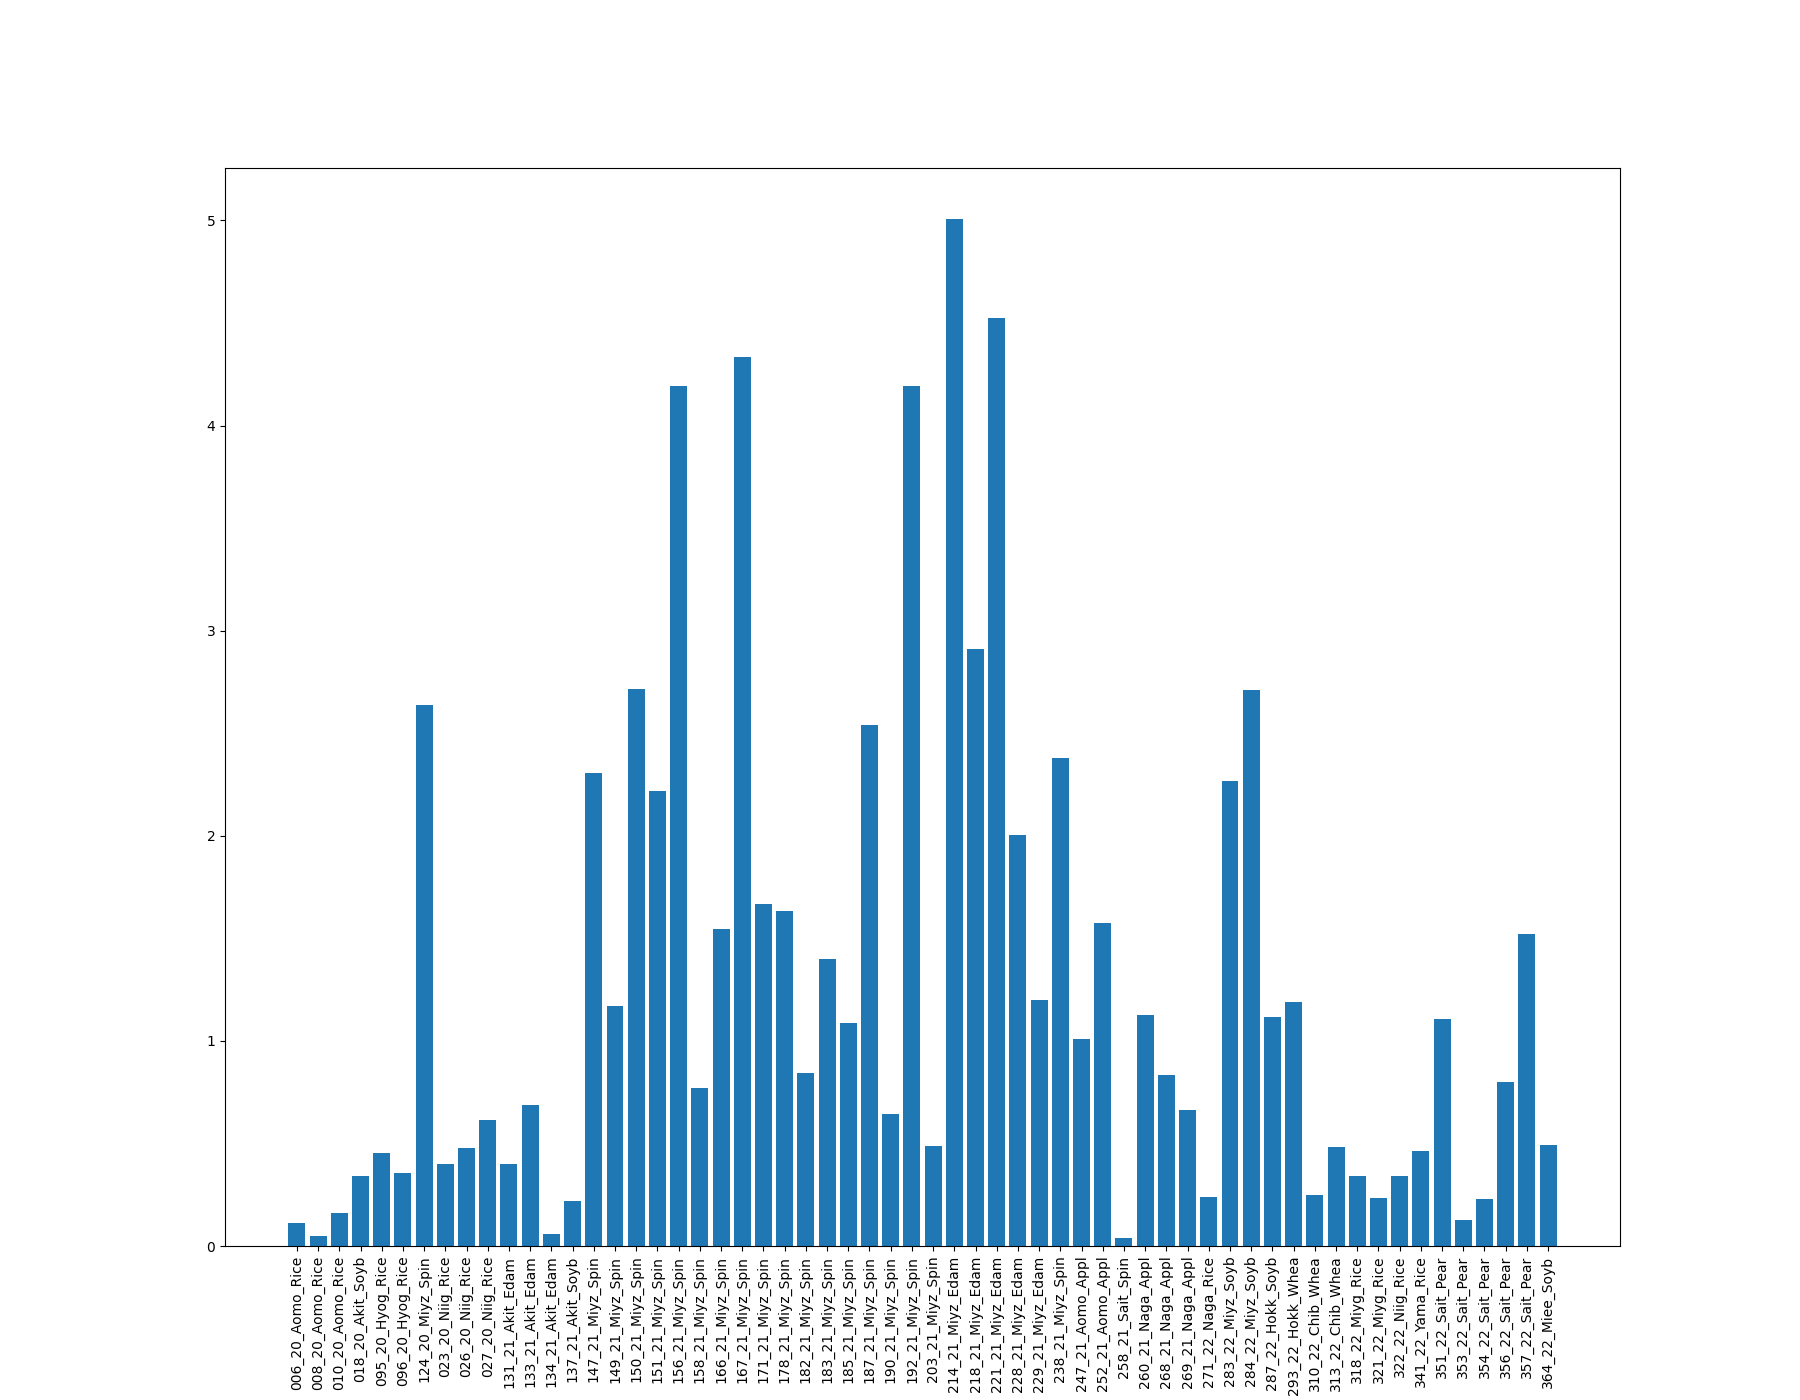 5
4
3
2
1
0
006_20_Aomo_Rice
008_20_Aomo_Rice
010_20_Aomo_Rice
018_20_Akit_Soyb
095_20_Hyog_Rice
096_20_Hyog_Rice
124_20_Miyz_Spin
023_20_Niig_Rice
026_20_Niig_Rice
027_20_Niig_Rice
131_21_Akit_Edam
133_21_Akit_Edam
134_21_Akit_Edam
137_21_Akit_Soyb
147_21_Miyz_Spin
149_21_Miyz_Spin
150_21_Miyz_Spin
151_21_Miyz_Spin
156_21_Miyz_Spin
158_21_Miyz_Spin
166_21_Miyz_Spin
167_21_Miyz_Spin
171_21_Miyz_Spin
178_21_Miyz_Spin
182_21_Miyz_Spin
183_21_Miyz_Spin
185_21_Miyz_Spin
187_21_Miyz_Spin
190_21_Miyz_Spin
192_21_Miyz_Spin
203_21_Miyz_Spin
214_21_Miyz_Edam
218_21_Miyz_Edam
221_21_Miyz_Edam
228_21_Miyz_Edam
229_21_Miyz_Edam
238_21_Miyz_Spin
247_21_Aomo_Appl
252_21_Aomo_Appl
258_21_Sait_Spin
260_21_Naga_Appl
268_21_Naga_Appl
269_21_Naga_Appl
271_22_Naga_Rice
283_22_Miyz_Soyb
284_22_Miyz_Soyb
287_22_Hokk_Soyb
293_22_Hokk_Whea
310_22_Chib_Whea
313_22_Chib_Whea
318_22_Miyg_Rice
321_22_Miyg_Rice
322_22_Niig_Rice
341_22_Yama_Rice
351_22_Sait_Pear
353_22_Sait_Pear
354_22_Sait_Pear
356_22_Sait_Pear
357_22_Sait_Pear
364_22_Miee_Soyb